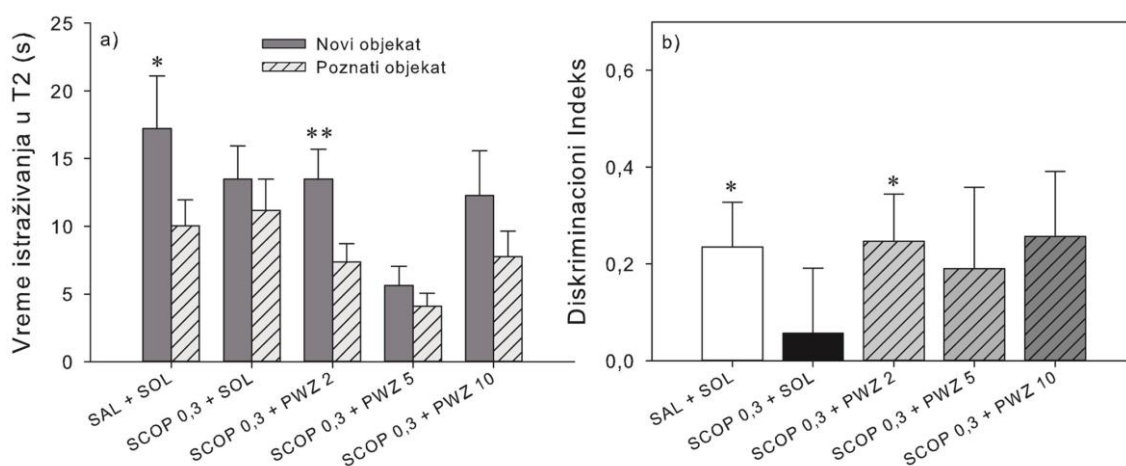 a)
Vreme istraživanja u T2 (s)
25
20
15
10
5
0
Novi objekat
Poznati objekat
*
**
SAL + SOL
SCOP 0,3 + SOL
SCOP 0,3 + PWZ 2
SCOP 0,3 + PWZ 5
SCOP 0,3 + PWZ 10
b)
Diskriminacioni Indeks
0,6
0,4
0,2
0,0
*
*
SAL + SOL
SCOP 0,3 + SOL
SCOP 0,3 + PWZ 2
SCOP 0,3 + PWZ 5
SCOP 0,3 + PWZ 10